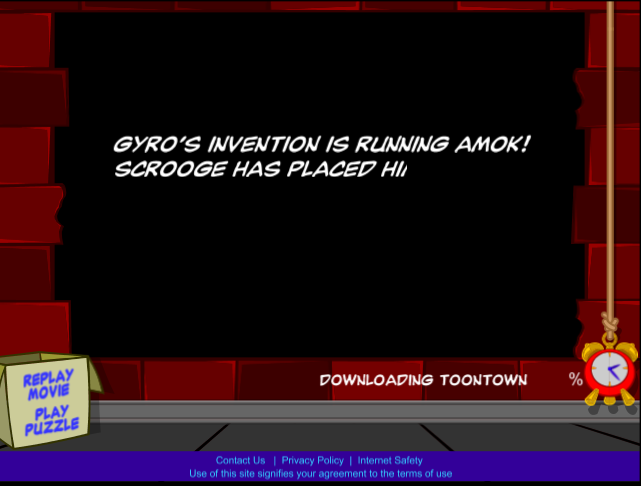 GYRO'S INVENTION IS RUNNING AMOK!
SCROOGE HAS PLACED
DOWNLOADING TOONTOWN %
REPLAY
MOVIE
PLAY
PUZZLE
Contact Us | Privacy Policy | Internet Safety
Use of this site signifies your agreement to the terms of use